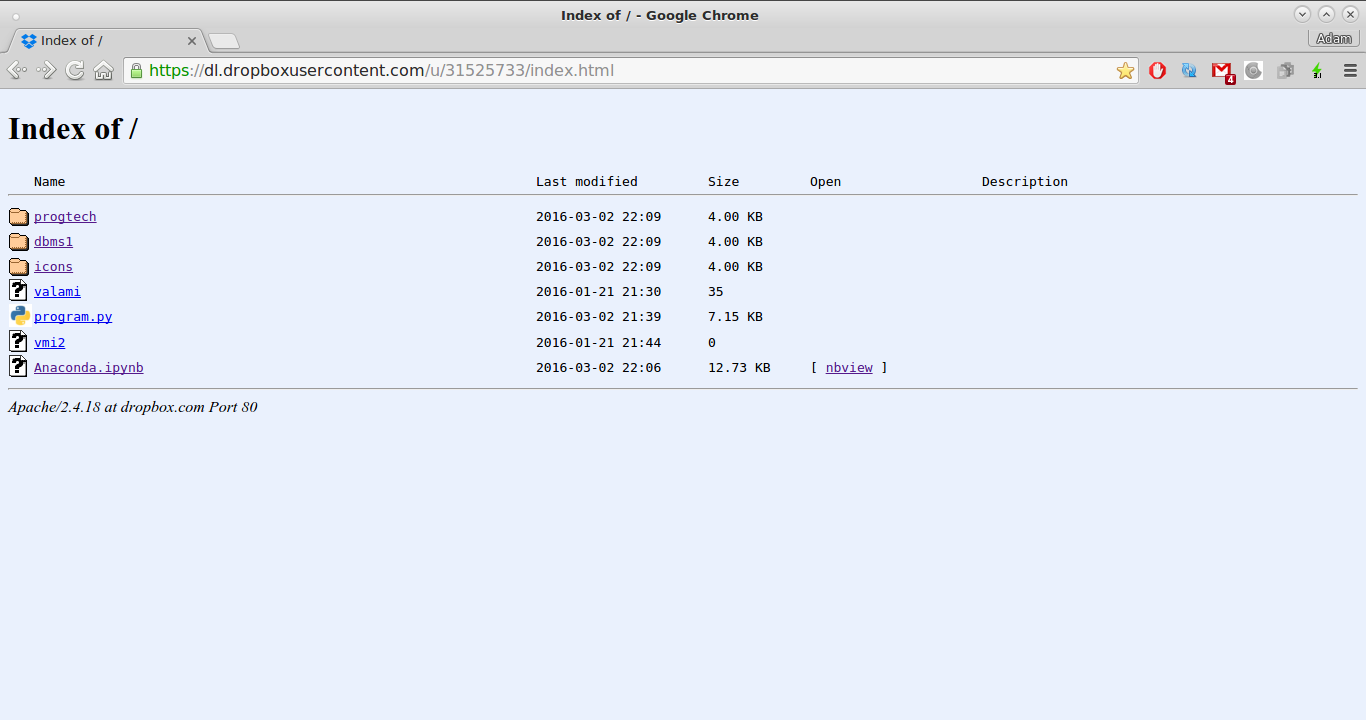 Index of / - Google Chrome
Index of /
Adam
https://dl.dropboxusercontent.com/u/31525733/index.html
4
3.1
Index of /
Name Last modified Size Open Description
progtech 2016-03-02 22:09 4.00 KB
dbms1 2016-03-02 22:09 4.00 KB
icons 2016-03-02 22:09 4.00 KB
? valami 2016-01-21 21:30 35
program.py 2016-03-02 21:39 7.15 KB
? vmi2 2016-01-21 21:44 0
? Anaconda.ipynb 2016-03-02 22:06 12.73 KB [ nbview ]
Apache/2.4.18 at dropbox.com Port 80